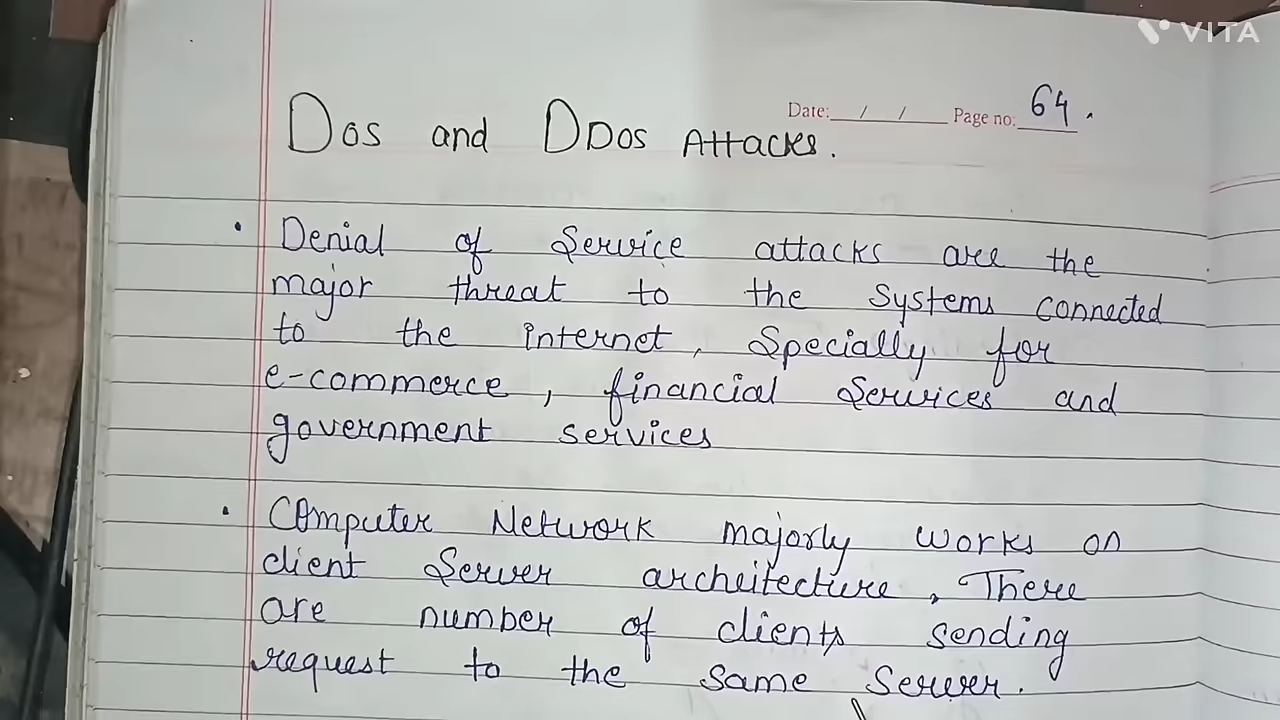 VITA
Date: / / Page no: 64.
Dos and DDos Attacks.
• Denial of Service attacks are the
major threat to the Systems connected
to the internet, Specially for
e-commerce, financial Services and
government services
• Computer Network majorly works on
client Server architecture, There
are number of clients sending
request to the same Server.